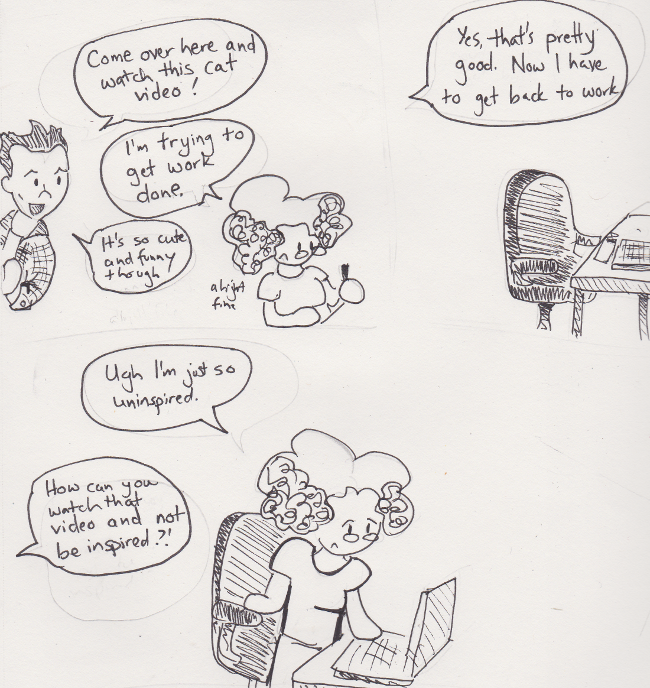 Come over here and
watch this cat
video!
I'm trying to
get work
done.
It's so cute
and funny
though
alright
fine
Yes, that's pretty
good. Now I have
to get back to work
Ugh I'm just so
uninspired.
How can you
watch that
video and not
be inspired?!